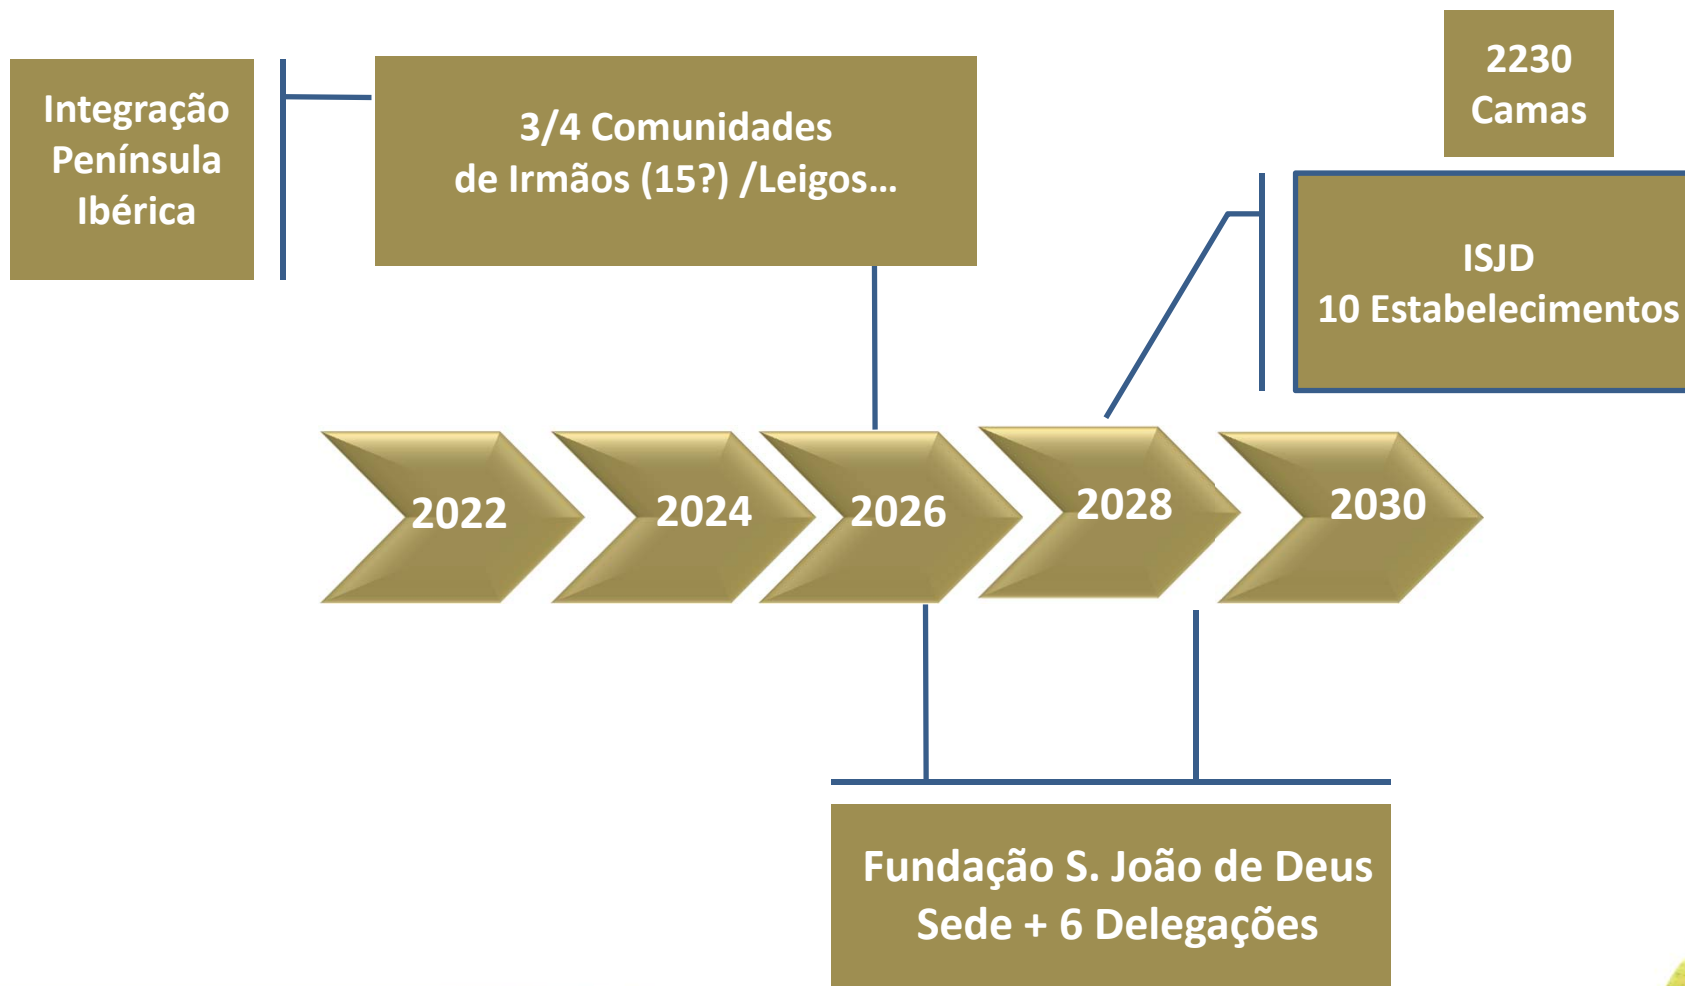 Integração
Península
Ibérica
3/4 Comunidades
de Irmãos (15?) /Leigos…
2230
Camas
ISJD
10 Estabelecimentos
2022
2024
2026
2028
2030
Fundação S. João de Deus
Sede + 6 Delegações